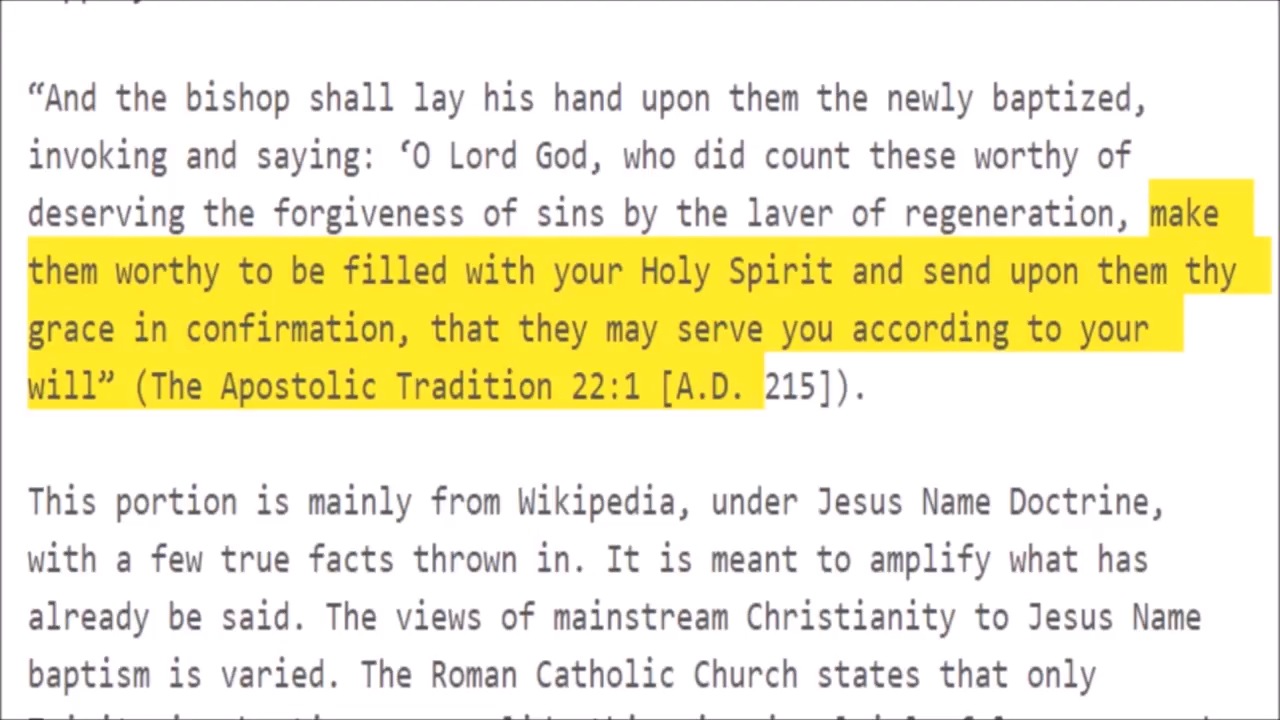 “And the bishop shall lay his hand upon them the newly baptized,
invoking and saying: ‘O Lord God, who did count these worthy of
deserving the forgiveness of sins by the laver of regeneration, make
them worthy to be filled with your Holy Spirit and send upon them thy
grace in confirmation, that they may serve you according to your
will” (The Apostolic Tradition 22:1 [A.D. 215]).
This portion is mainly from Wikipedia, under Jesus Name Doctrine,
with a few true facts thrown in. It is meant to amplify what has
already be said. The views of mainstream Christianity to Jesus Name
baptism is varied. The Roman Catholic Church states that only